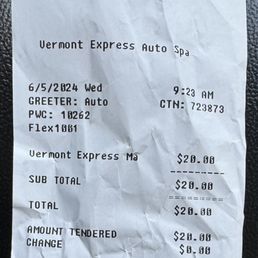 Vermont Express Auto Spa
6/5/2024 Wed 9:23 AM
GREETER: Auto CTN: 723873
PWC: 10262
Flex1001
Vermont Express Ma $20.00
SUB TOTAL $20.00
TOTAL $20.00
AMOUNT TENDERED $20.00
CHANGE $0.00